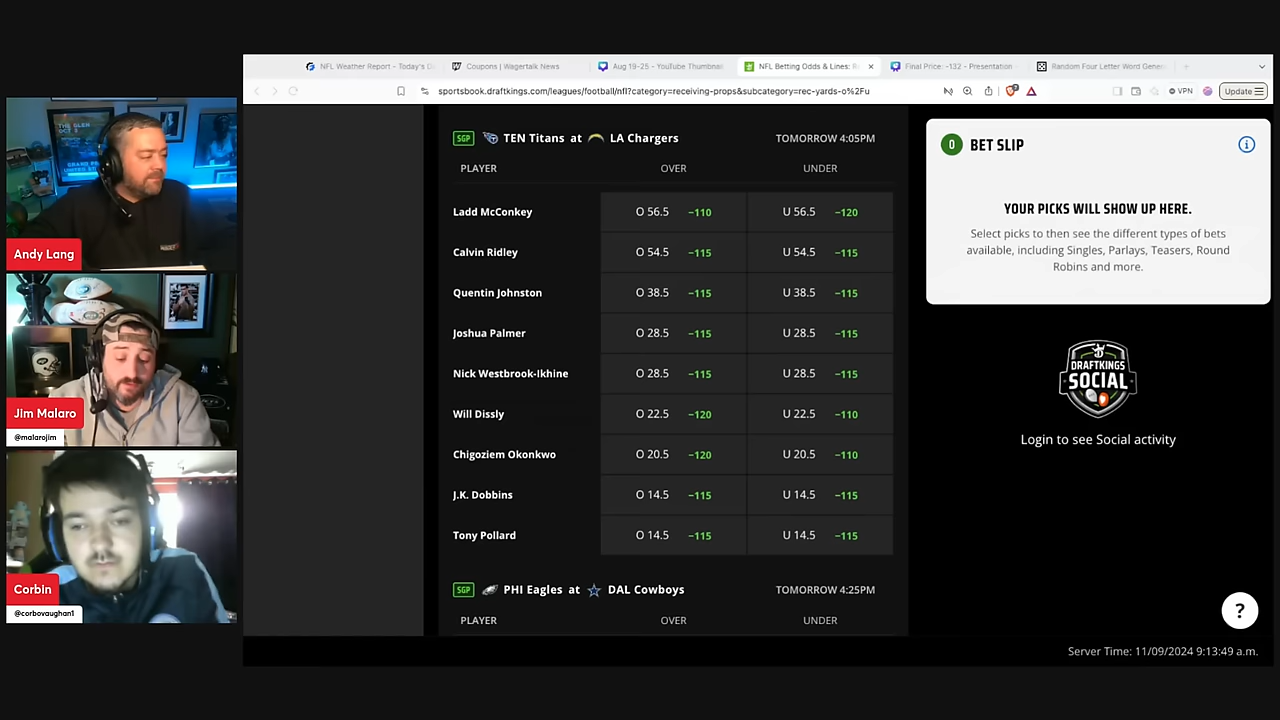 NFL Weather Report - Today's D
Coupons | Wagertalk News
Aug 19-25 - YouTube Thumbnai
NFL Betting Odds & Lines: B
Final Price: -132 - Presentation
Random Four Letter Word Gener
sportsbook.draftkings.com/leagues/football/nfl?category=receiving-props&subcategory=rec-yards-o%2Fu
VPN
Update
SGP TEN Titans at LA Chargers TOMORROW 4:05PM
PLAYER OVER UNDER
Ladd McConkey O 56.5 −110 U 56.5 −120
Calvin Ridley O 54.5 −115 U 54.5 −115
Quentin Johnston O 38.5 −115 U 38.5 −115
Joshua Palmer O 28.5 −115 U 28.5 −115
Nick Westbrook-Ikhine O 28.5 −115 U 28.5 −115
Will Dissly O 22.5 −120 U 22.5 −110
Chigoziem Okonkwo O 20.5 −120 U 20.5 −110
J.K. Dobbins O 14.5 −115 U 14.5 −115
Tony Pollard O 14.5 −115 U 14.5 −115
SGP PHI Eagles at DAL Cowboys TOMORROW 4:25PM
PLAYER OVER UNDER
0 BET SLIP
YOUR PICKS WILL SHOW UP HERE.
Select picks to then see the different types of bets
available, including Singles, Parlays, Teasers, Round
Robins and more.
DRAFTKINGS
SOCIAL
Login to see Social activity
?
Server Time: 11/09/2024 9:13:49 a.m.
Andy Lang
Jim Malaro
@malarojim
Corbin
@corbovaughan1